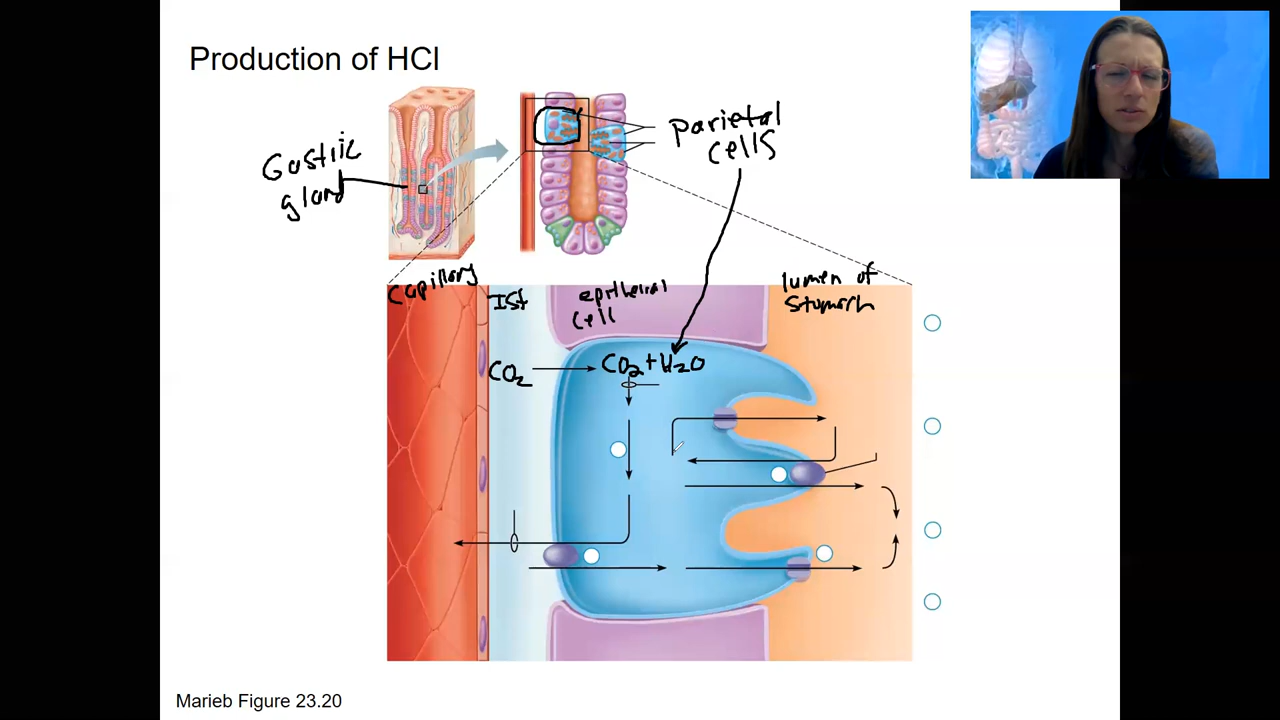 Production of HCl
Gastric
gland
parietal
cells
capillary
ISF
epithelial
cell
lumen of
stomach
CO₂
CO₂+H₂O
Marieb Figure 23.20